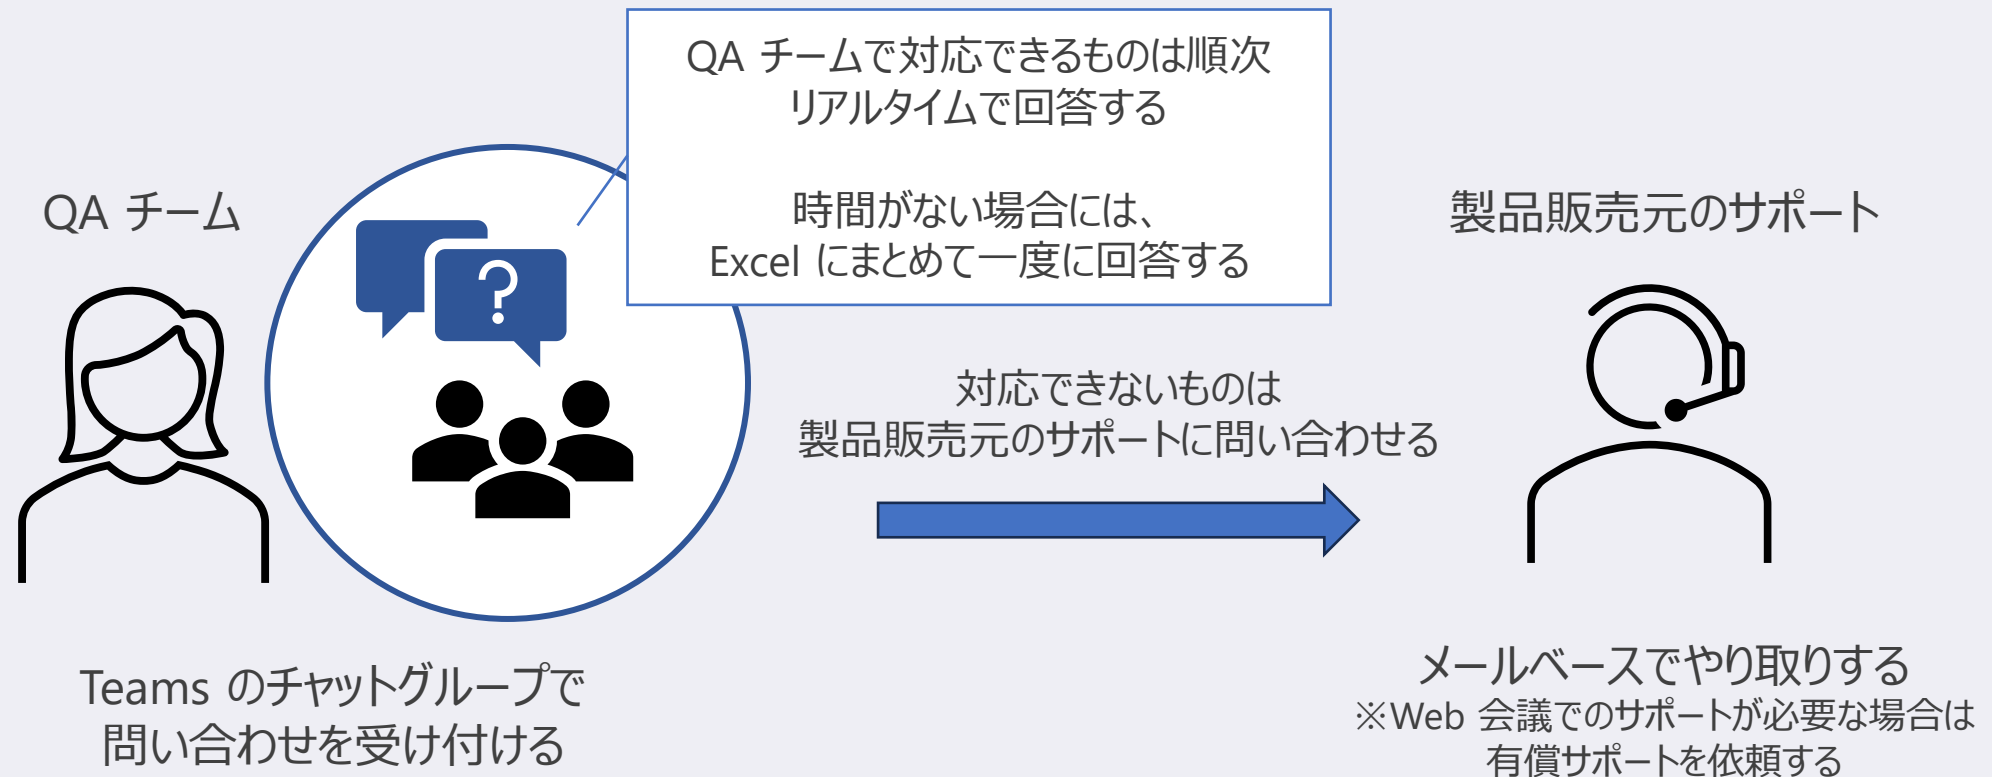 QA チームで対応できるものは順次
リアルタイムで回答する
時間がない場合には、
Excel にまとめて一度に回答する
QA チーム
製品販売元のサポート
?
対応できないものは
製品販売元のサポートに問い合わせる
Teams のチャットグループで
問い合わせを受け付ける
メールベースでやり取りする
※Web 会議でのサポートが必要な場合は
有償サポートを依頼する